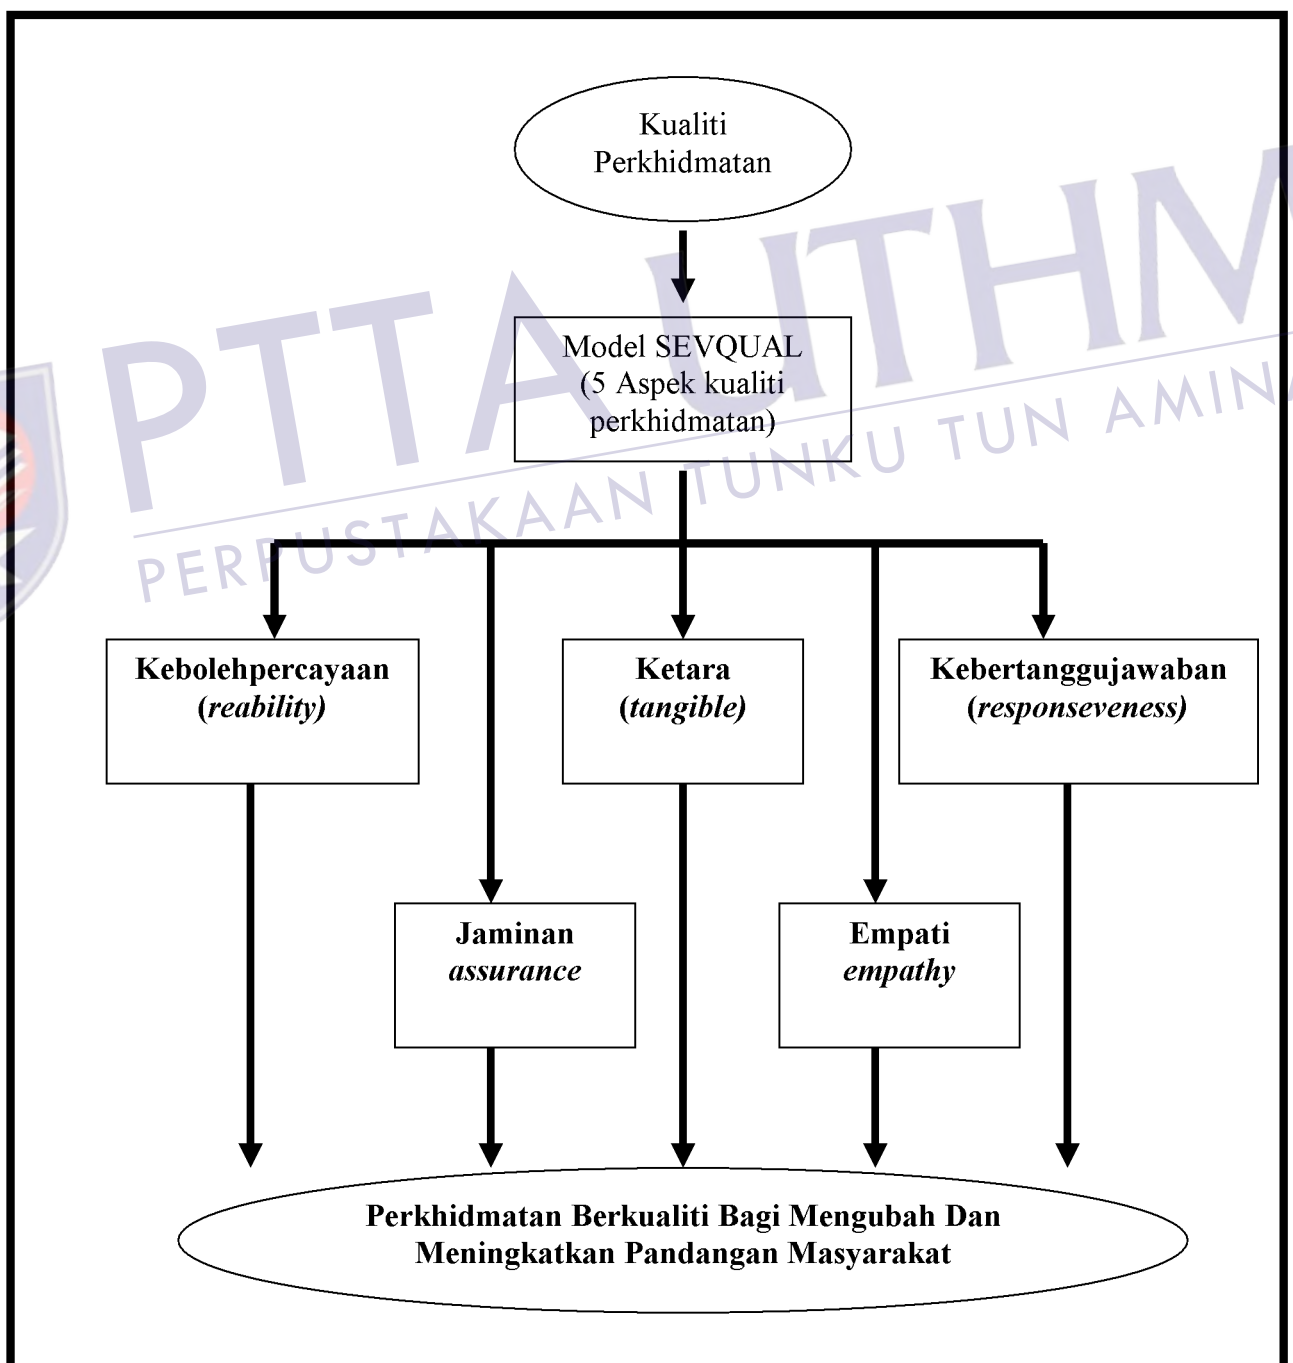 Kualiti
Perkhidmatan
Model SEVQUAL
(5 Aspek kualiti
perkhidmatan)
PTTA UTHM
PERPUSTAKAAN TUNKU TUN AMINA
Kebolehpercayaan
(reability)
Ketara
(tangible)
Kebertanggujawaban
(responseveness)
Jaminan
assurance
Empati
empathy
Perkhidmatan Berkualiti Bagi Mengubah Dan
Meningkatkan Pandangan Masyarakat